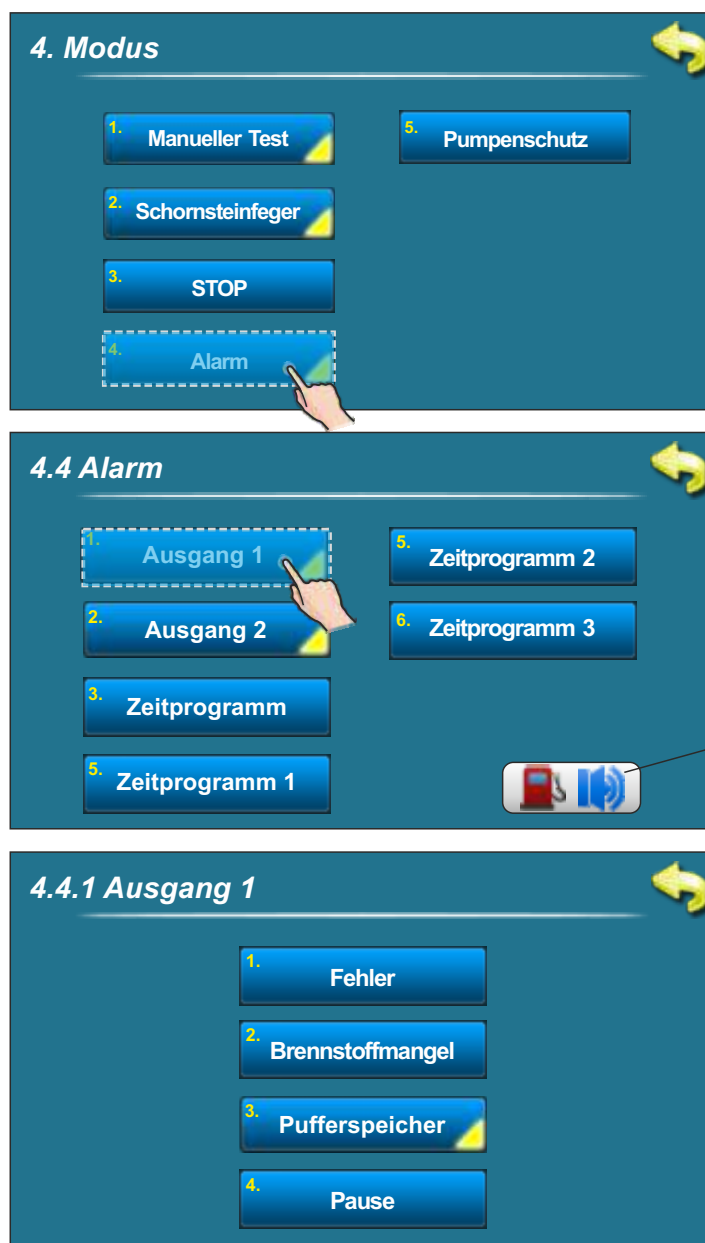 4. Modus
1. Manueller Test
2. Schornsteinfeger
3. STOP
4. Alarm
5. Pumpenschutz
4.4 Alarm
1. Ausgang 1
2. Ausgang 2
3. Zeitprogramm
5. Zeitprogramm 1
5. Zeitprogramm 2
6. Zeitprogramm 3
4.4.1 Ausgang 1
1. Fehler
2. Brennstoffmangel
3. Pufferspeicher
4. Pause